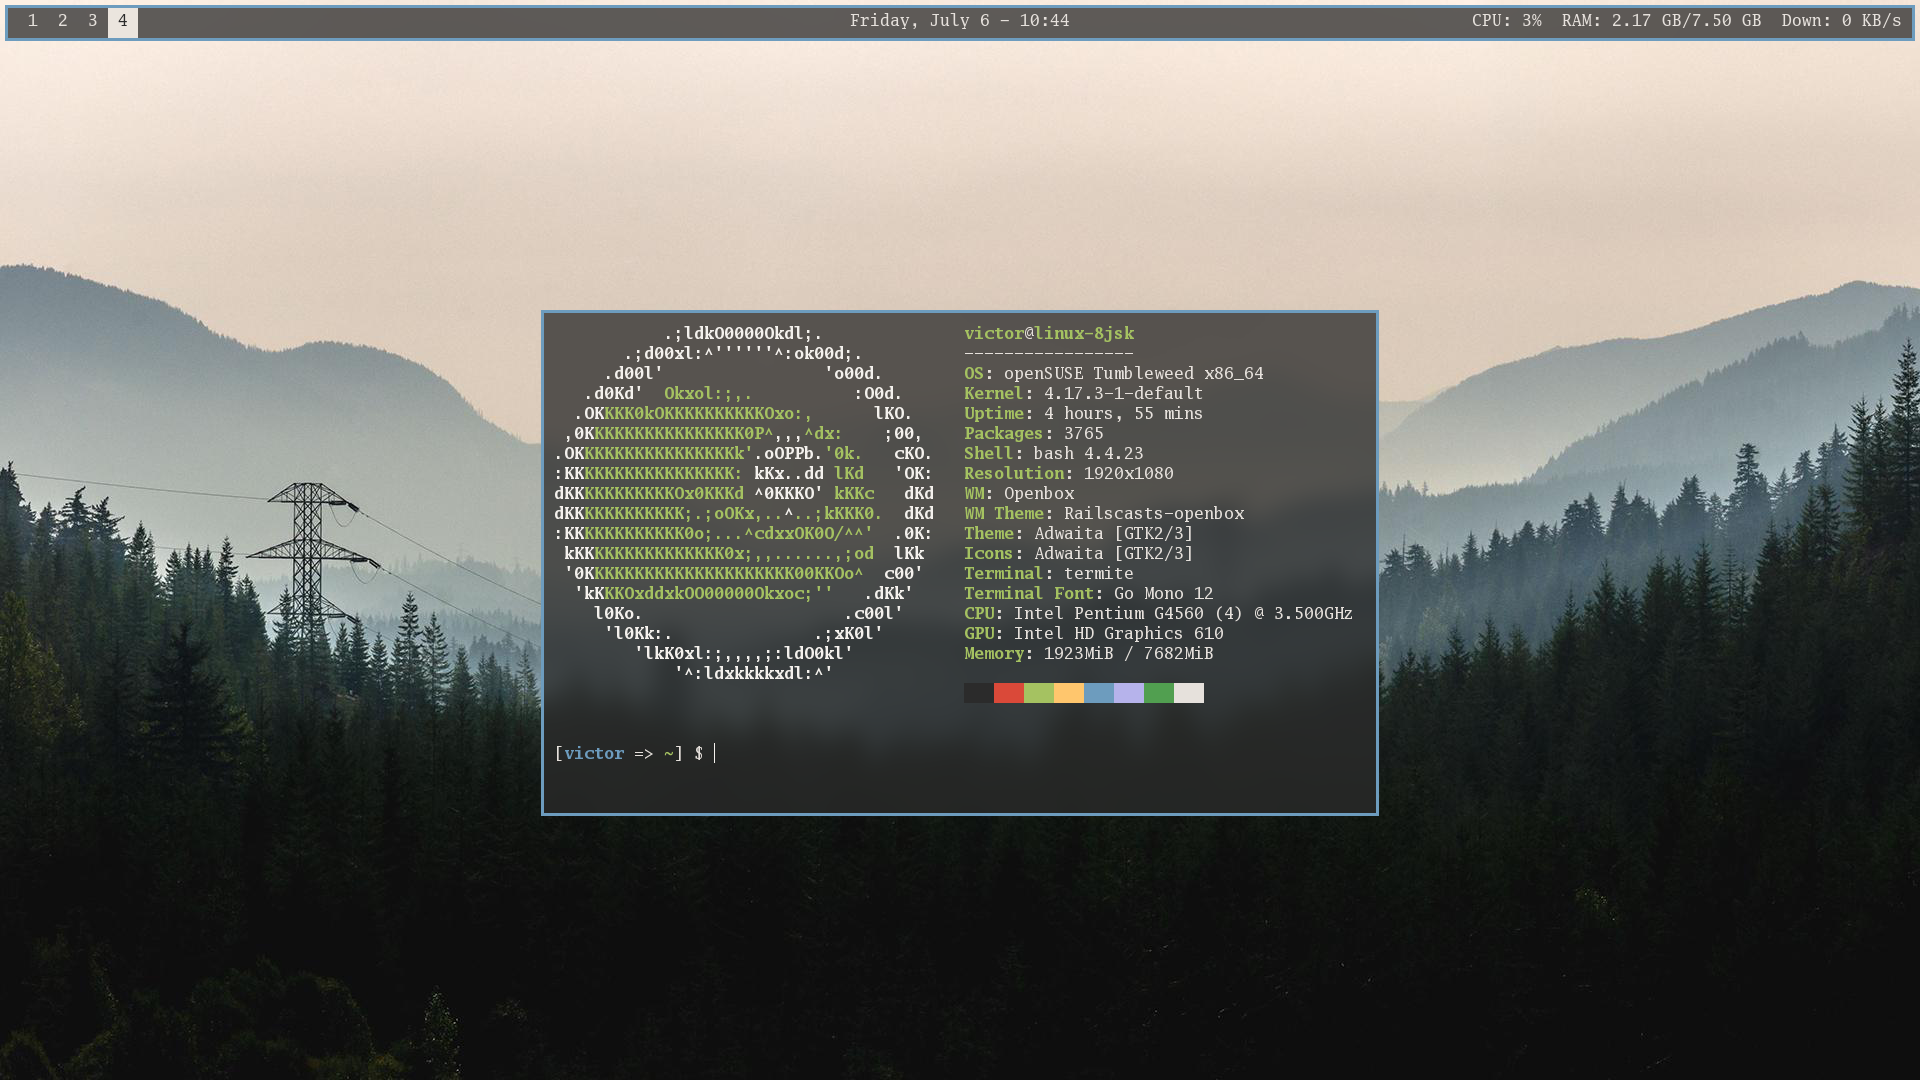 1 2 3 4 Friday, July 6 - 10:44 CPU: 3% RAM: 2.17 GB/7.50 GB Down: 0 KB/s
.;ldkO0000Okdl;.
.;d00xl:^''''''^:ok00d;.
.d00l' 'o00d.
.d0Kd' Okxol:;,. :O0d.
.OKKKK0kOKKKKKKKKKKOxo:, lKO.
,0KKKKKKKKKKKKKKKK0P^,,,^dx: ;00,
.OKKKKKKKKKKKKKKKKk'.oOPPb.'0k. cKO.
:KKKKKKKKKKKKKKKKK: kKx..dd lKd 'OK:
dKKKKKKKKKKKOx0KKKd ^0KKKO' kKKc dKd
dKKKKKKKKKKKK;.;oOKx,..^..;kKKK0. dKd
:KKKKKKKKKKKK0o;...^cdxxOK0O/^^' .0K:
kKKKKKKKKKKKKKKK0x;,,......,;od lKk
'0KKKKKKKKKKKKKKKKKKKKK00KKOo^ c00'
'kKKKOxddxkOO00000Okxoc;'' .dKk'
l0Ko. .c00l'
'l0Kk:. .;xK0l'
'lkK0xl:;,,,,;:ldO0kl'
'^:ldxkkkkxdl:^'
victor@linux-8jsk
-----------------
OS: openSUSE Tumbleweed x86_64
Kernel: 4.17.3-1-default
Uptime: 4 hours, 55 mins
Packages: 3765
Shell: bash 4.4.23
Resolution: 1920x1080
WM: Openbox
WM Theme: Railscasts-openbox
Theme: Adwaita [GTK2/3]
Icons: Adwaita [GTK2/3]
Terminal: termite
Terminal Font: Go Mono 12
CPU: Intel Pentium G4560 (4) @ 3.500GHz
GPU: Intel HD Graphics 610
Memory: 1923MiB / 7682MiB
[victor => ~] $